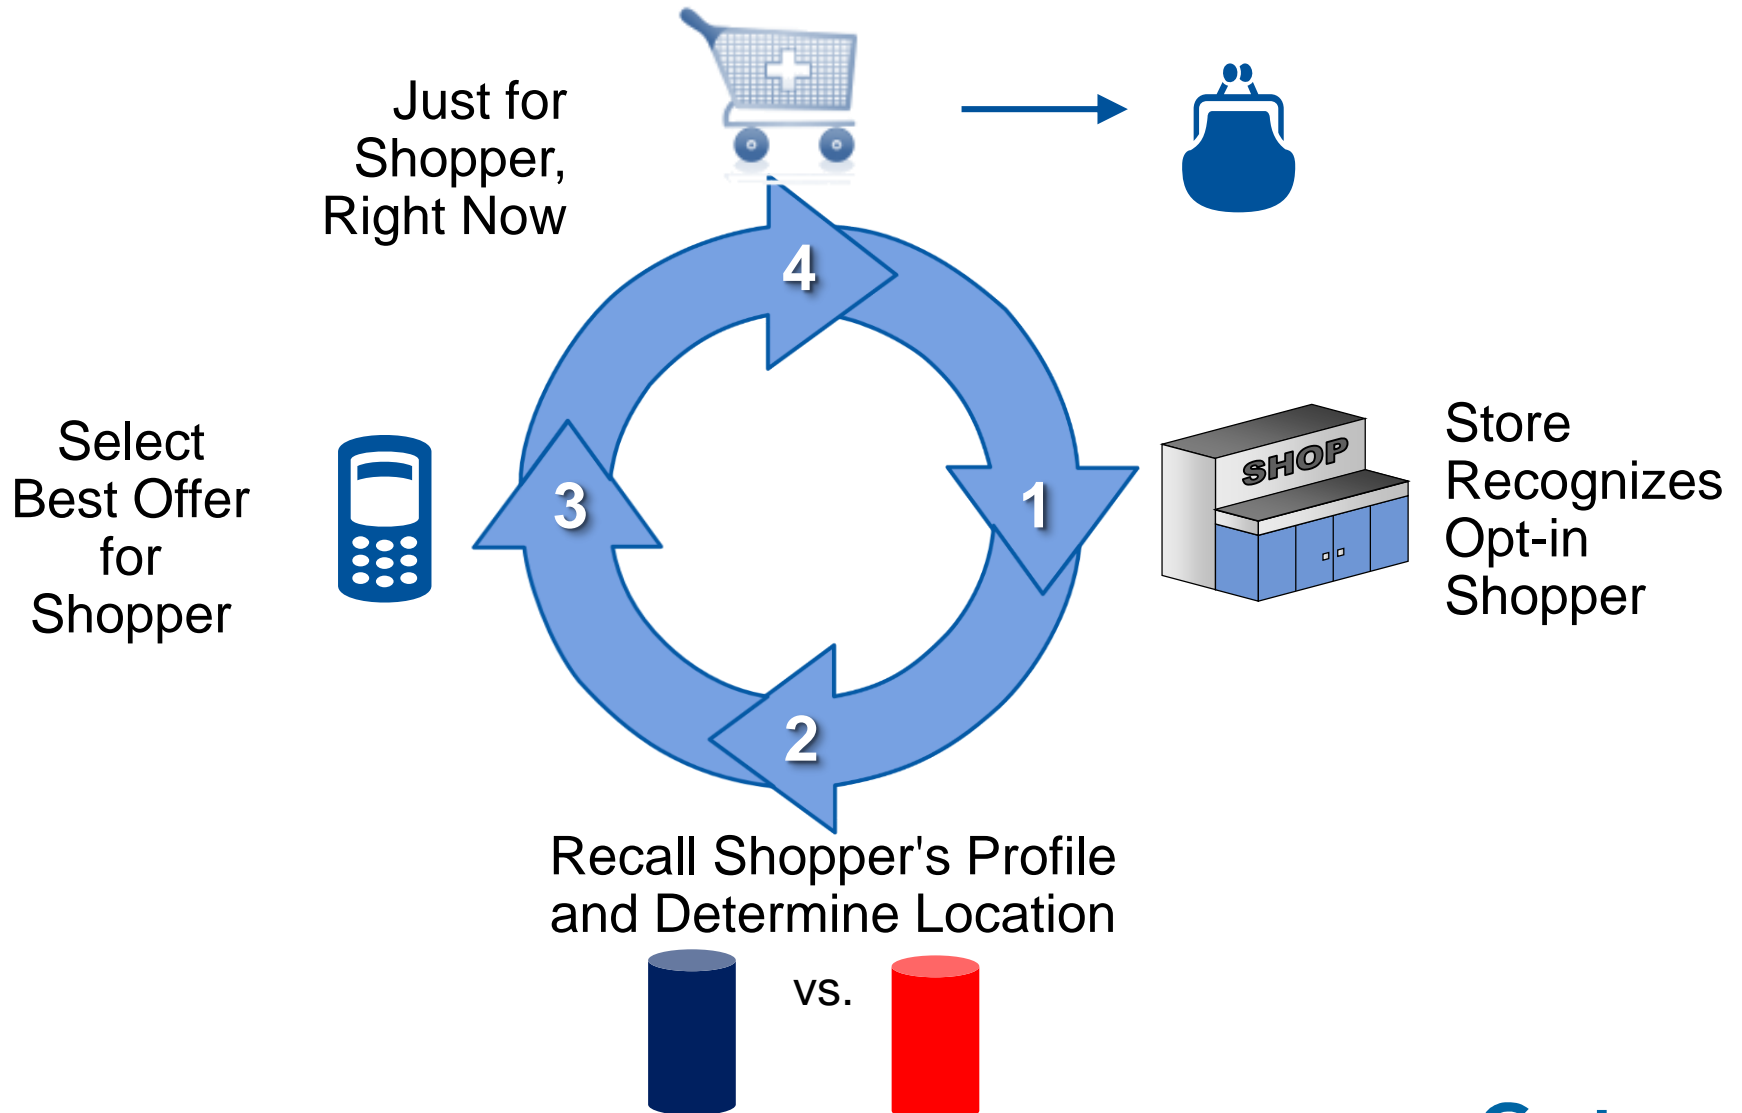 Just for
Shopper,
Right Now
4
Select
Best Offer
for
Shopper
3
1
SHOP
Store
Recognizes
Opt-in
Shopper
2
Recall Shopper's Profile
and Determine Location
vs.